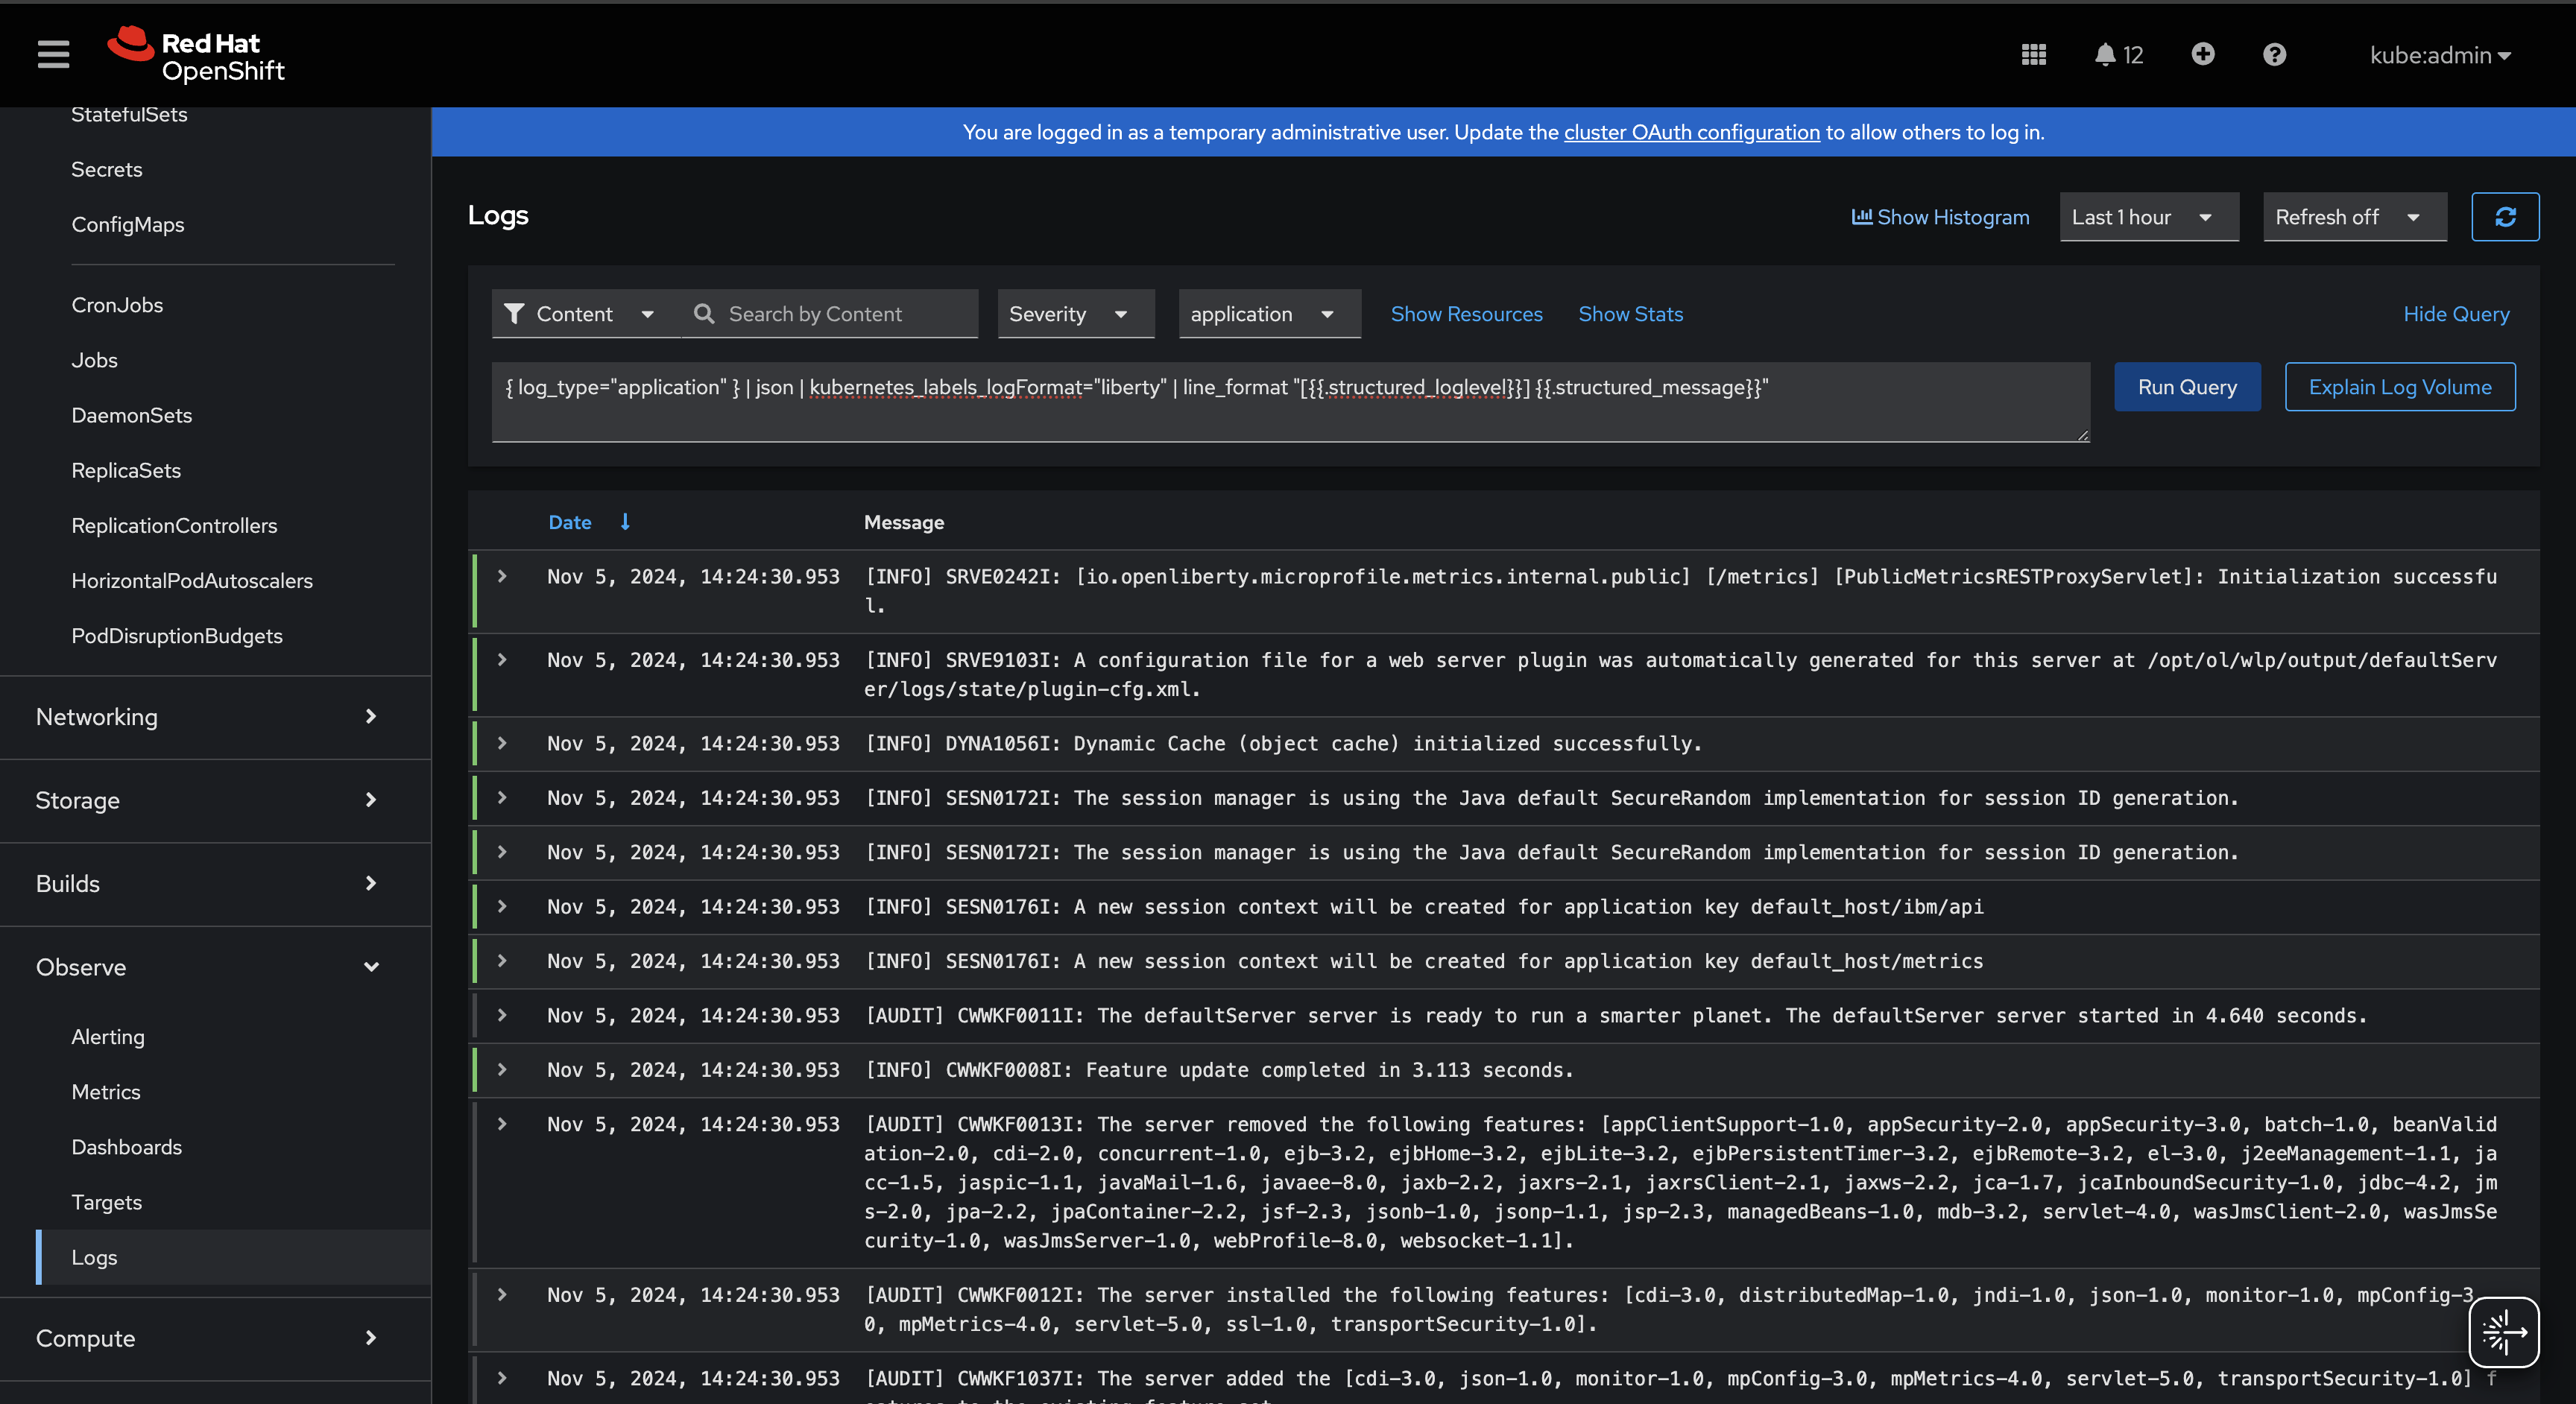 Red Hat
OpenShift
12
kube:admin
StatefulSets
Secrets
ConfigMaps
CronJobs
Jobs
DaemonSets
ReplicaSets
ReplicationControllers
HorizontalPodAutoscalers
PodDisruptionBudgets
Networking
Storage
Builds
Observe
Alerting
Metrics
Dashboards
Targets
Logs
Compute
You are logged in as a temporary administrative user. Update the cluster OAuth configuration to allow others to log in.
Logs
Show Histogram
Last 1 hour
Refresh off
Content
Search by Content
Severity
application
Show Resources
Show Stats
Hide Query
{ log_type="application" } | json | kubernetes_labels_logFormat="liberty" | line_format "[{{.structured_loglevel}}] {{.structured_message}}"
Run Query
Explain Log Volume
Date
Message
Nov 5, 2024, 14:24:30.953 [INFO] SRVE0242I: [io.openliberty.microprofile.metrics.internal.public] [/metrics] [PublicMetricsRESTProxyServlet]: Initialization successfu
l.
Nov 5, 2024, 14:24:30.953 [INFO] SRVE9103I: A configuration file for a web server plugin was automatically generated for this server at /opt/ol/wlp/output/defaultServ
er/logs/state/plugin-cfg.xml.
Nov 5, 2024, 14:24:30.953 [INFO] DYNA1056I: Dynamic Cache (object cache) initialized successfully.
Nov 5, 2024, 14:24:30.953 [INFO] SESN0172I: The session manager is using the Java default SecureRandom implementation for session ID generation.
Nov 5, 2024, 14:24:30.953 [INFO] SESN0172I: The session manager is using the Java default SecureRandom implementation for session ID generation.
Nov 5, 2024, 14:24:30.953 [INFO] SESN0176I: A new session context will be created for application key default_host/ibm/api
Nov 5, 2024, 14:24:30.953 [INFO] SESN0176I: A new session context will be created for application key default_host/metrics
Nov 5, 2024, 14:24:30.953 [AUDIT] CWWKF0011I: The defaultServer server is ready to run a smarter planet. The defaultServer server started in 4.640 seconds.
Nov 5, 2024, 14:24:30.953 [INFO] CWWKF0008I: Feature update completed in 3.113 seconds.
Nov 5, 2024, 14:24:30.953 [AUDIT] CWWKF0013I: The server removed the following features: [appClientSupport-1.0, appSecurity-2.0, appSecurity-3.0, batch-1.0, beanValid
ation-2.0, cdi-2.0, concurrent-1.0, ejb-3.2, ejbHome-3.2, ejbLite-3.2, ejbPersistentTimer-3.2, ejbRemote-3.2, el-3.0, j2eeManagement-1.1, ja
cc-1.5, jaspic-1.1, javaMail-1.6, javaee-8.0, jaxb-2.2, jaxrs-2.1, jaxrsClient-2.1, jaxws-2.2, jca-1.7, jcaInboundSecurity-1.0, jdbc-4.2, jm
s-2.0, jpa-2.2, jpaContainer-2.2, jsf-2.3, jsonb-1.0, jsonp-1.1, jsp-2.3, managedBeans-1.0, mdb-3.2, servlet-4.0, wasJmsClient-2.0, wasJmsSe
curity-1.0, wasJmsServer-1.0, webProfile-8.0, websocket-1.1].
Nov 5, 2024, 14:24:30.953 [AUDIT] CWWKF0012I: The server installed the following features: [cdi-3.0, distributedMap-1.0, jndi-1.0, json-1.0, monitor-1.0, mpConfig-3.
0, mpMetrics-4.0, servlet-5.0, ssl-1.0, transportSecurity-1.0].
Nov 5, 2024, 14:24:30.953 [AUDIT] CWWKF1037I: The server added the [cdi-3.0, json-1.0, monitor-1.0, mpConfig-3.0, mpMetrics-4.0, servlet-5.0, transportSecurity-1.0] f